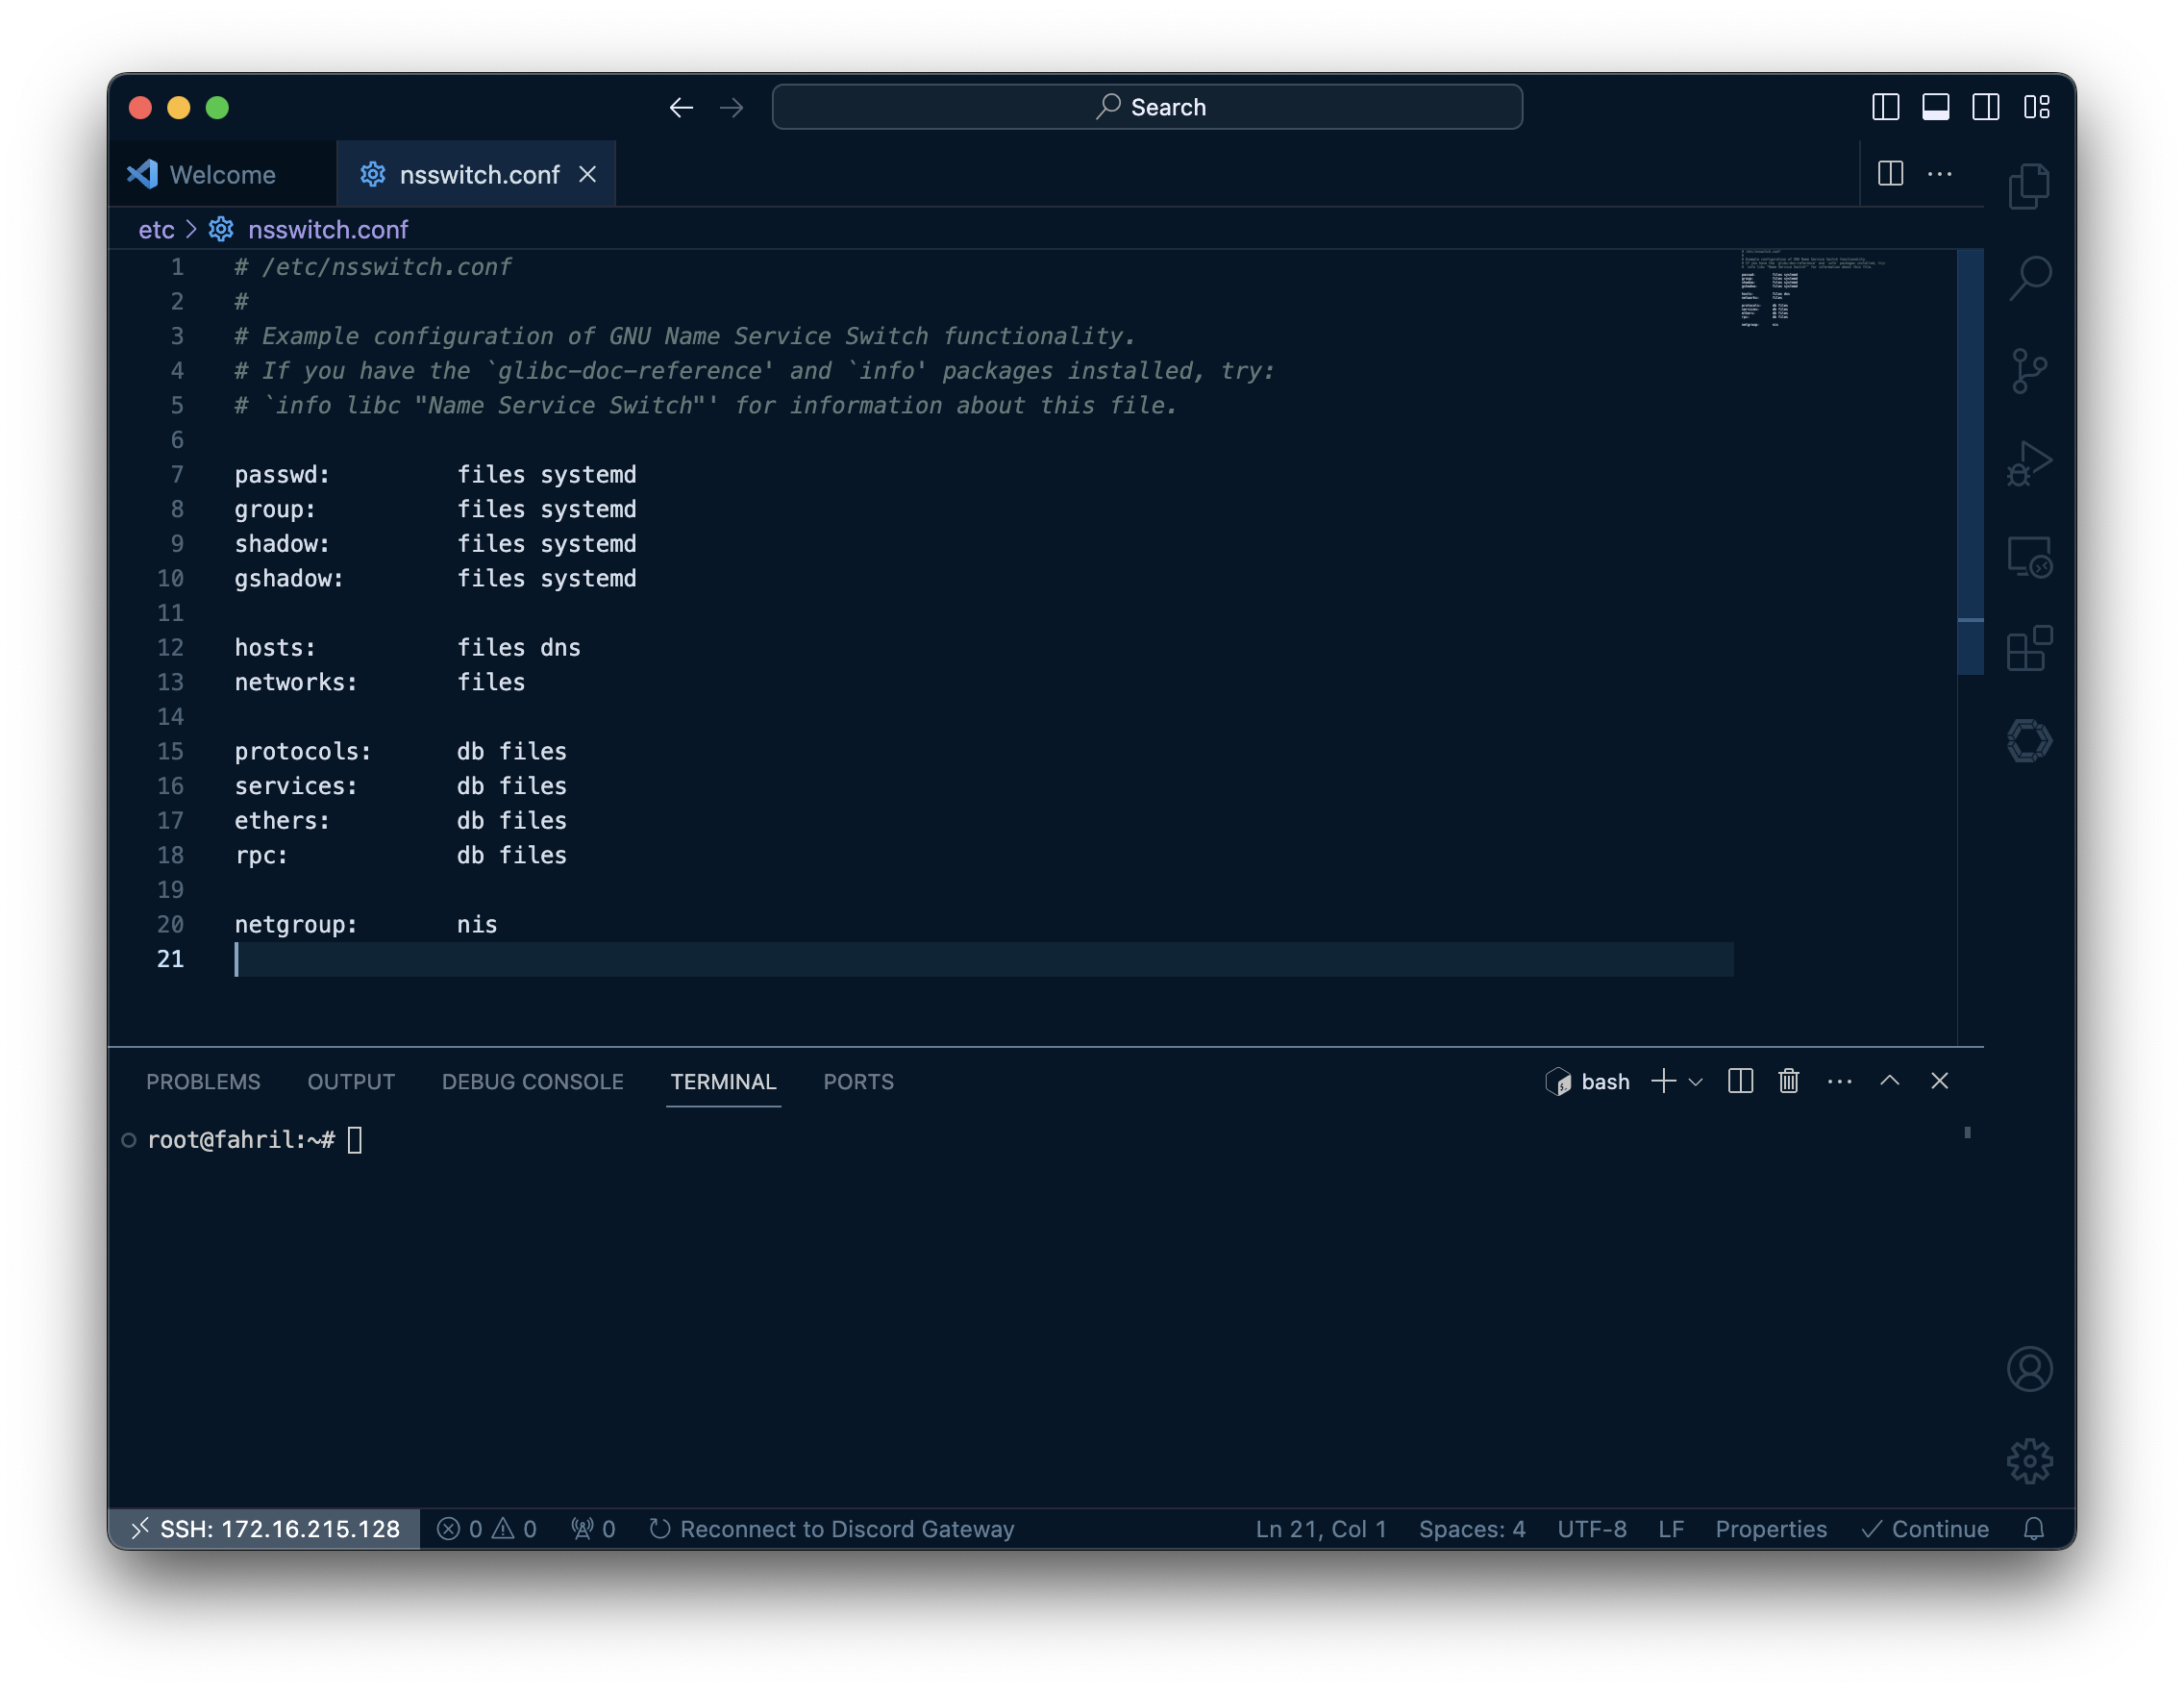 Search
Welcome
nsswitch.conf
etc > nsswitch.conf
1 # /etc/nsswitch.conf
2 #
3 # Example configuration of GNU Name Service Switch functionality.
4 # If you have the `glibc-doc-reference' and `info' packages installed, try:
5 # `info libc "Name Service Switch"' for information about this file.
6
7 passwd:         files systemd
8 group:          files systemd
9 shadow:         files systemd
10 gshadow:        files systemd
11
12 hosts:          files dns
13 networks:       files
14
15 protocols:      db files
16 services:       db files
17 ethers:         db files
18 rpc:            db files
19
20 netgroup:       nis
21
PROBLEMS OUTPUT DEBUG CONSOLE TERMINAL PORTS bash
root@fahril:~#
SSH: 172.16.215.128 0 0 0 Reconnect to Discord Gateway Ln 21, Col 1 Spaces: 4 UTF-8 LF Properties Continue